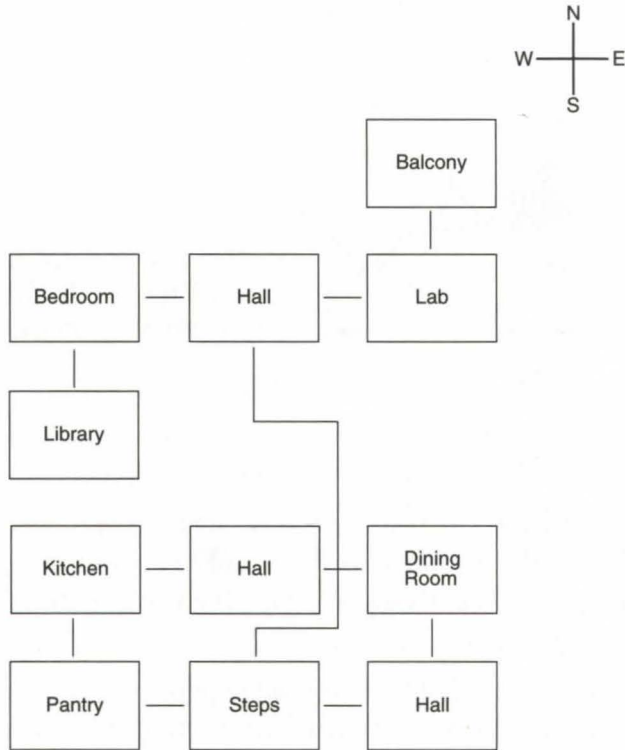 N
W E
S
Balcony
Bedroom Hall Lab
Library
Kitchen Hall Dining
Room
Pantry Steps Hall